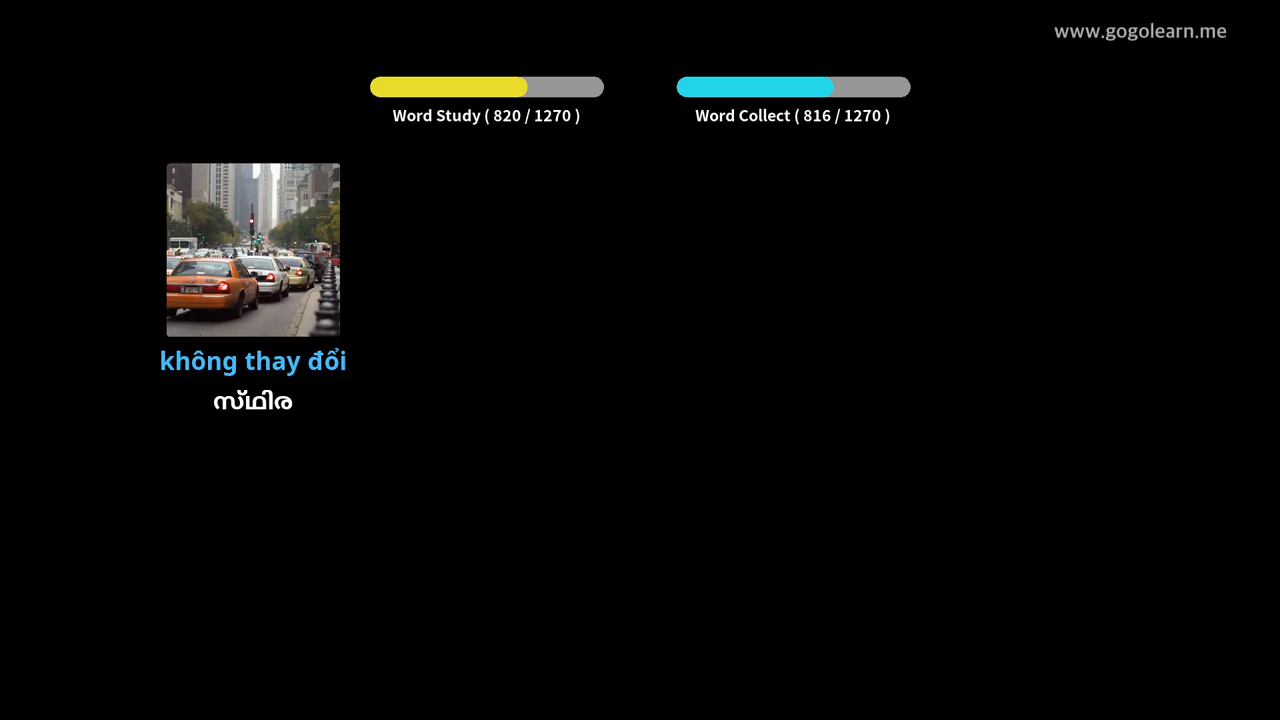 www.gogolearn.me
Word Study ( 820 / 1270 )
Word Collect ( 816 / 1270 )
không thay đổi
സ്ഥിര